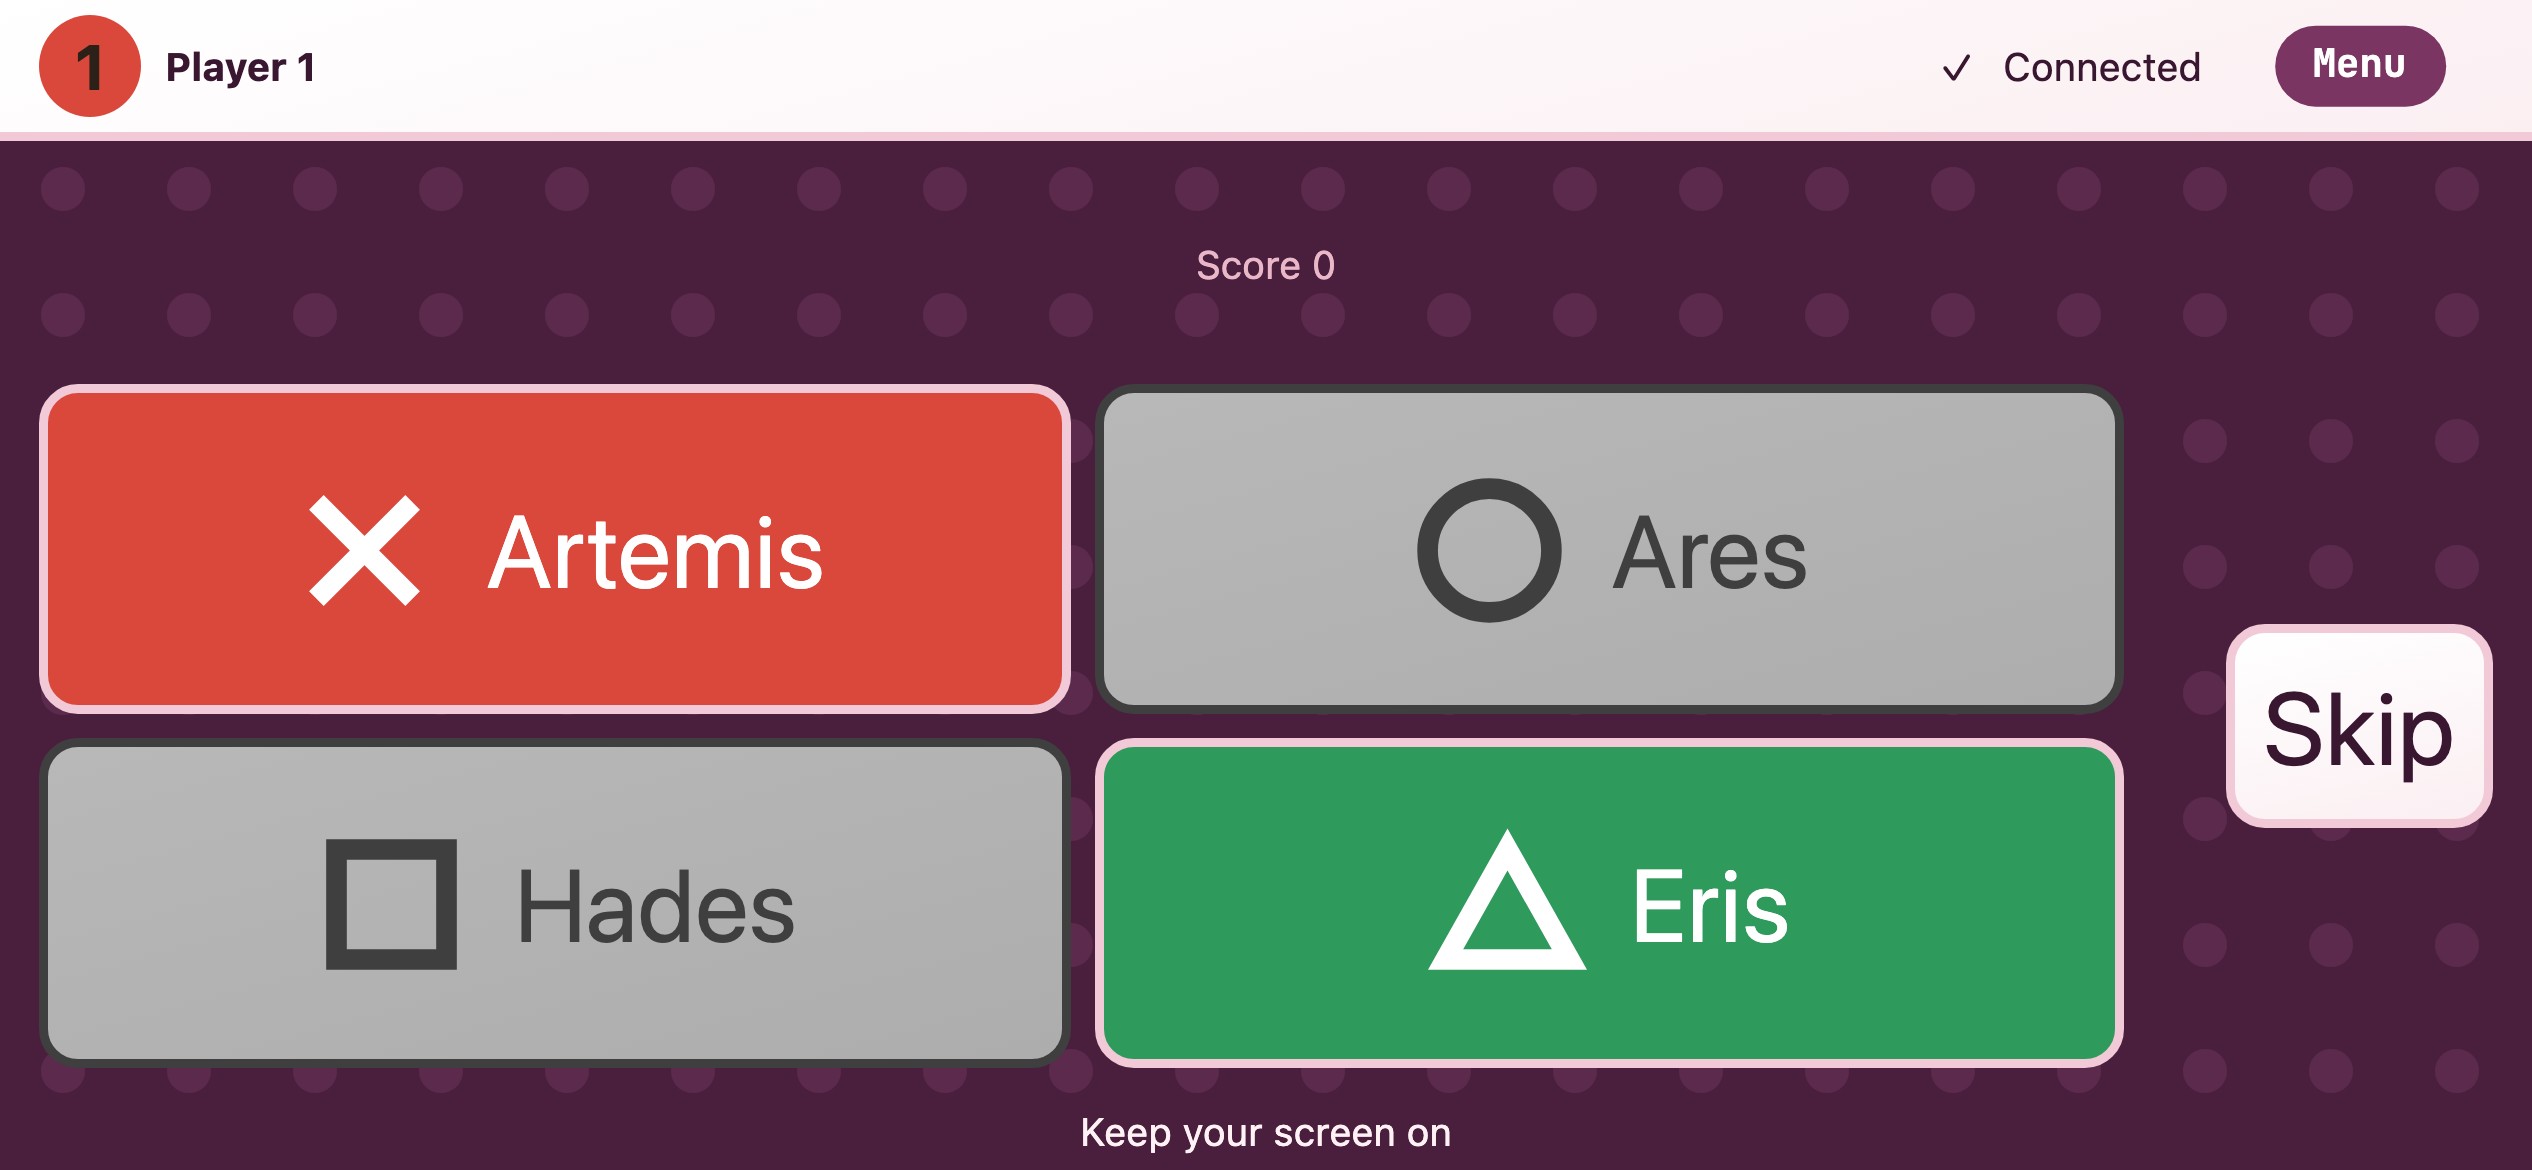 1 Player 1
✓ Connected
Menu
Score 0
Artemis
Ares
Hades
Eris
Skip
Keep your screen on